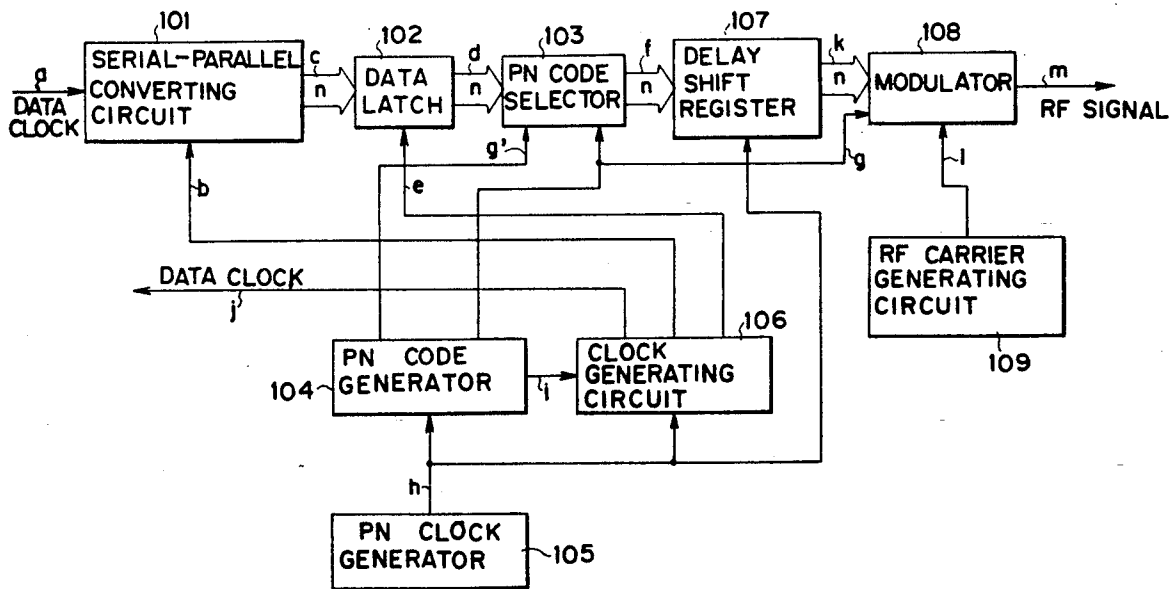 101
SERIAL-PARALLEL
CONVERTING
CIRCUIT
a
DATA
CLOCK
c
n
102
DATA
LATCH
d
n
103
PN CODE
SELECTOR
f
n
107
DELAY
SHIFT
REGISTER
k
n
108
MODULATOR
m
RF SIGNAL
b
e
g'
g
l
DATA CLOCK
j
RF CARRIER
GENERATING
CIRCUIT
109
104
PN CODE
GENERATOR
i
106
CLOCK
GENERATING
CIRCUIT
h
PN CLOCK
GENERATOR
105